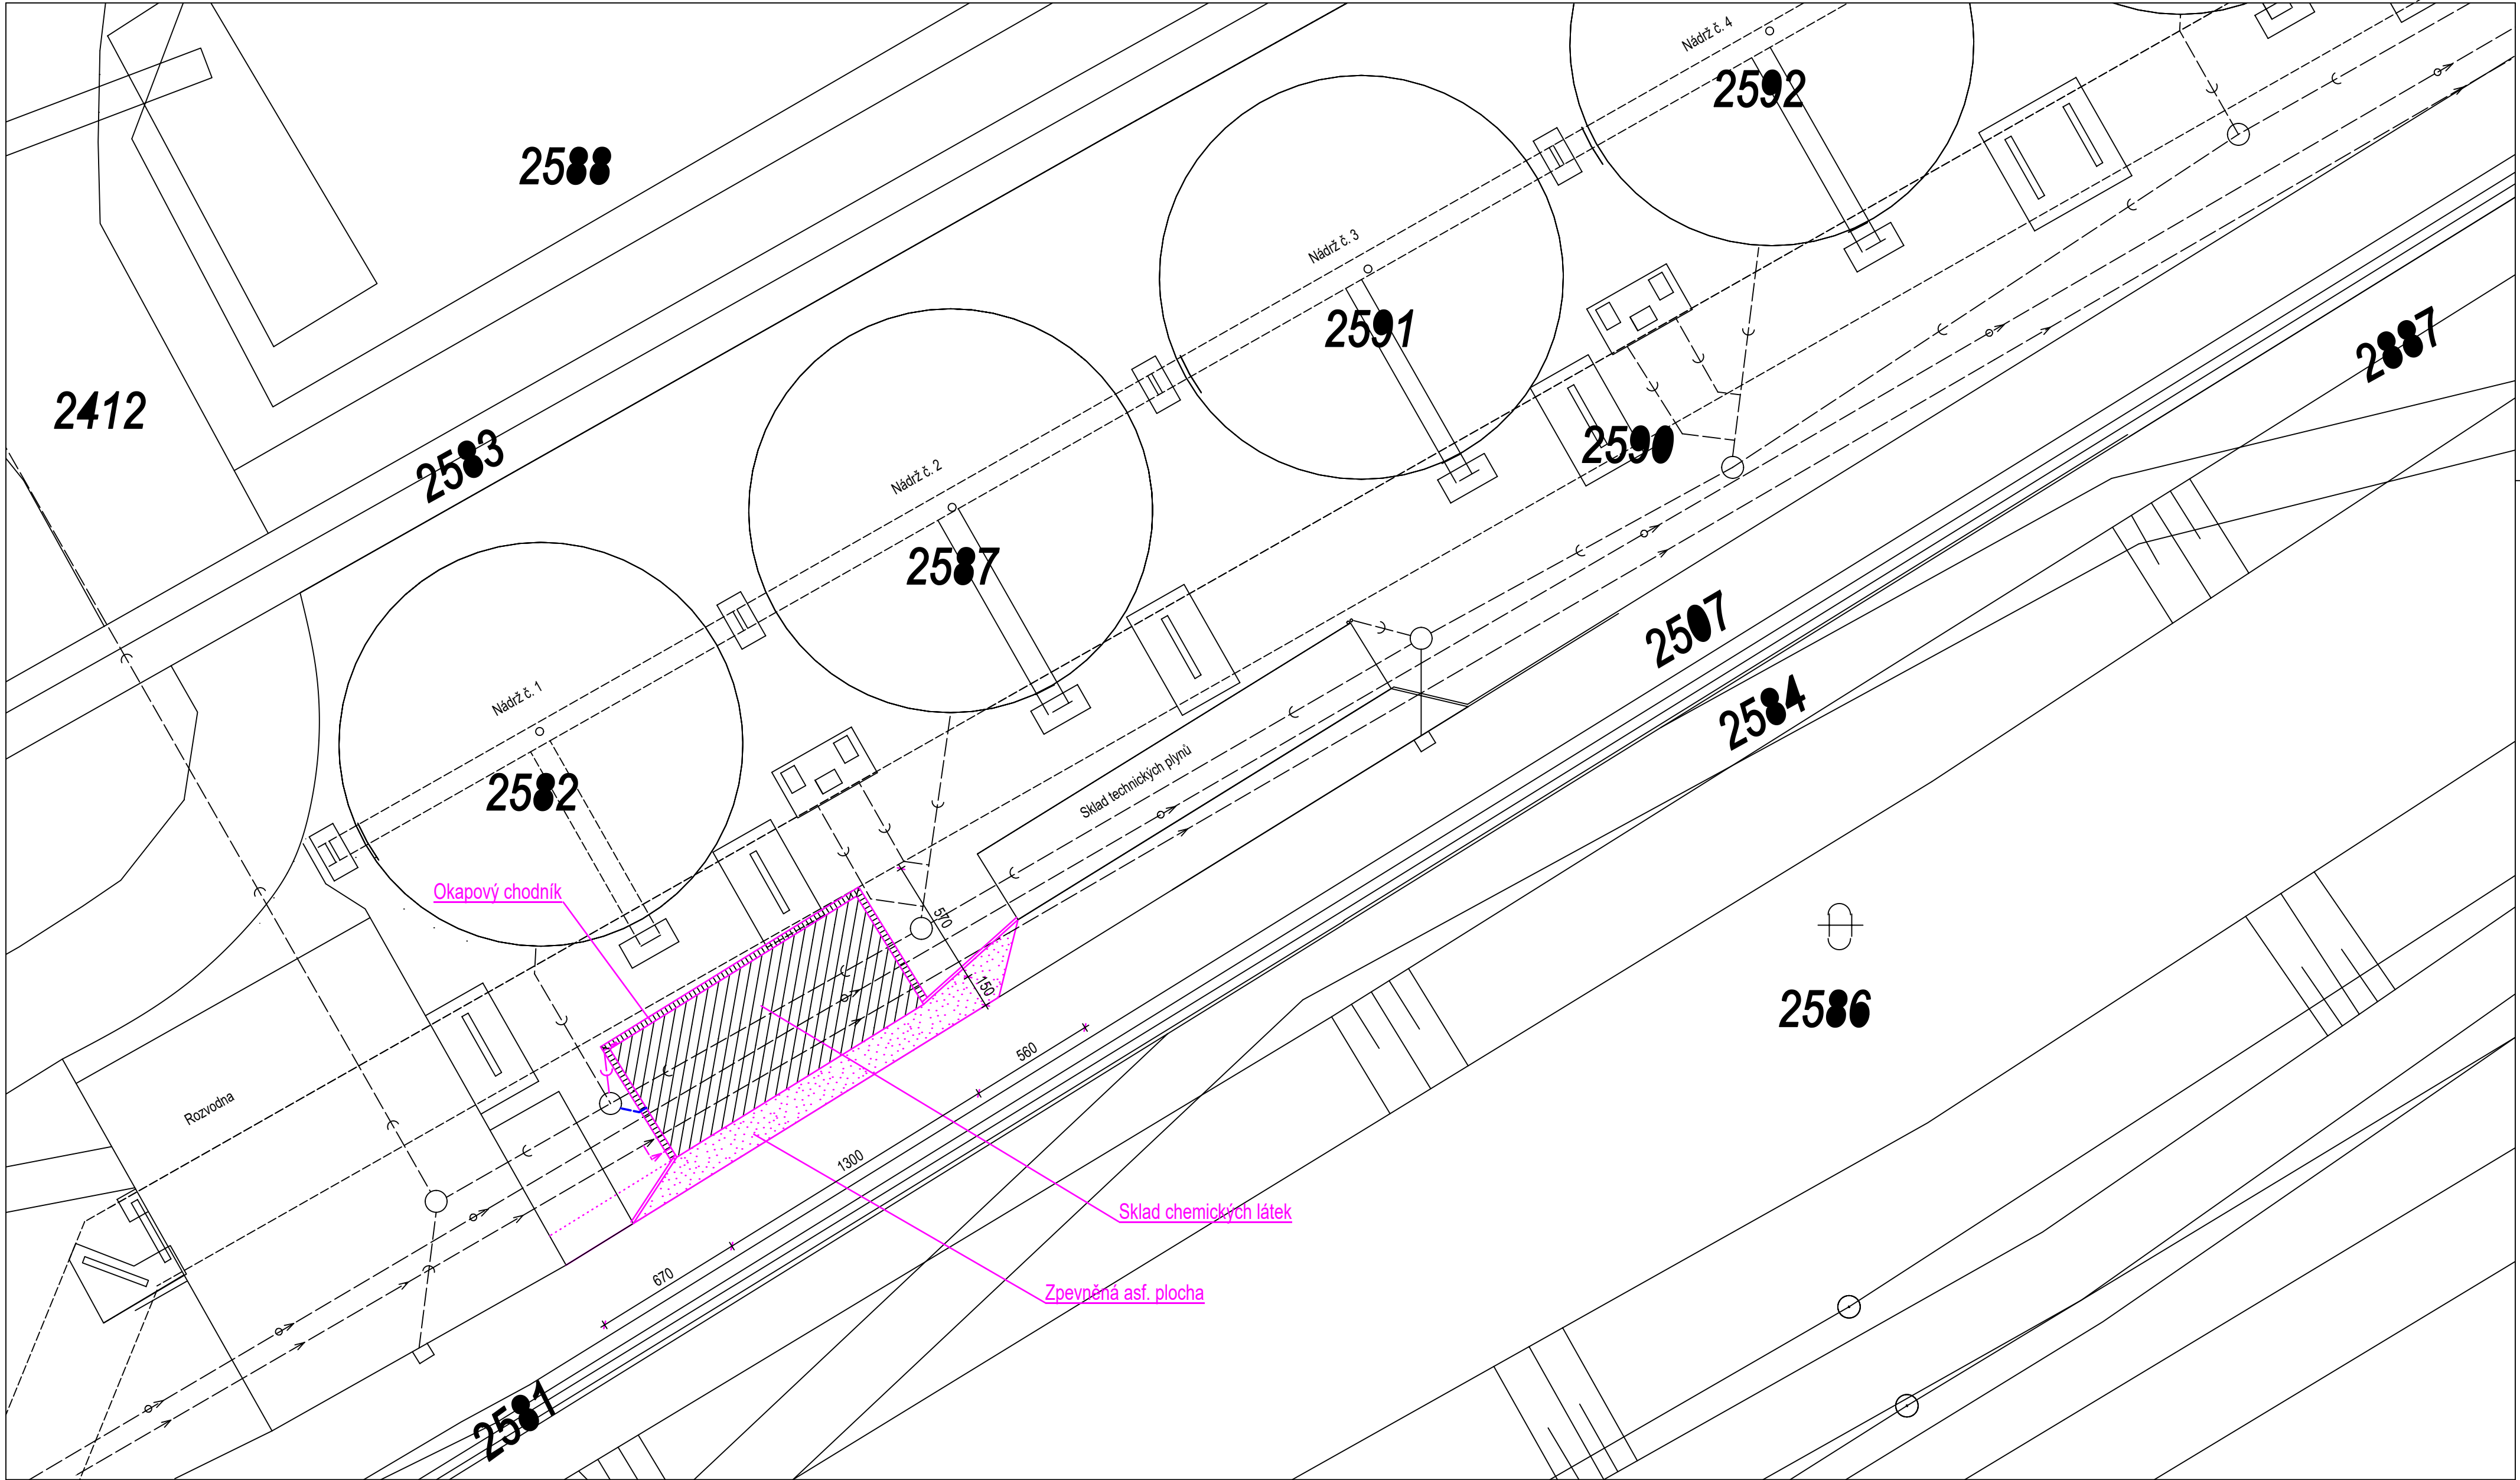 Nádrž č. 4
2592
2588
Nádrž č. 3
2591
2887
2412
2583
2590
Nádrž č. 2
2587
2507
Nádrž č. 1
2582
2584
Sklad technických plynů
Okapový chodník
570
150
2586
560
Rozvodna
1300
Sklad chemických látek
670
Zpevněná asf. plocha
2581